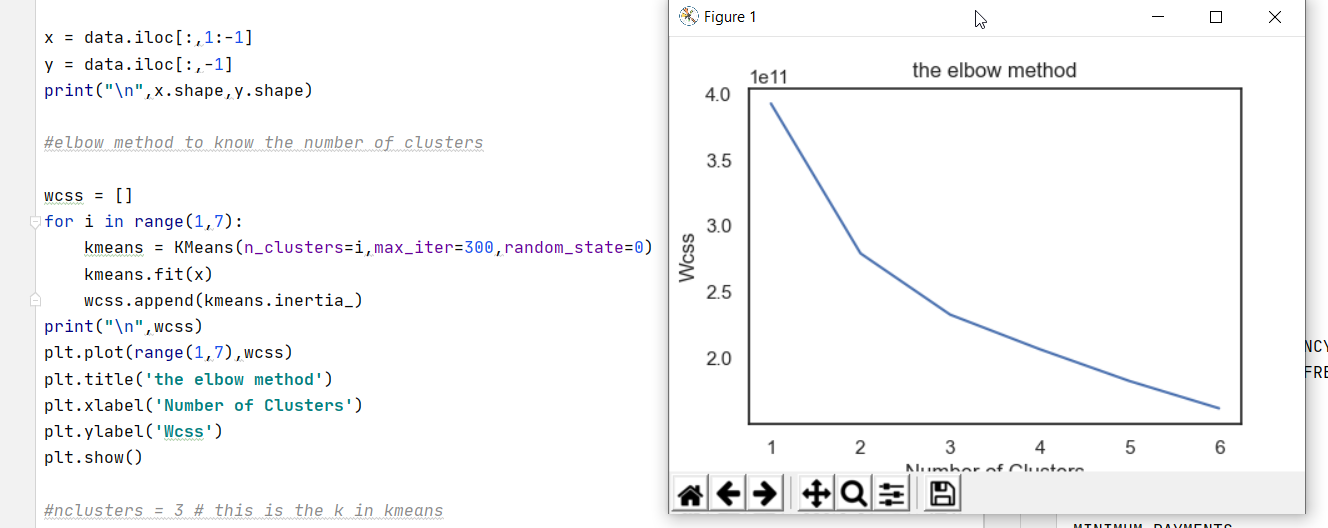 x = data.iloc[:,1:-1]
y = data.iloc[:,-1]
print("\n",x.shape,y.shape)
#elbow method to know the number of clusters
wcss = []
for i in range(1,7):
kmeans = KMeans(n_clusters=i,max_iter=300,random_state=0)
kmeans.fit(x)
wcss.append(kmeans.inertia_)
print("\n",wcss)
plt.plot(range(1,7),wcss)
plt.title('the elbow method')
plt.xlabel('Number of Clusters')
plt.ylabel('Wcss')
plt.show()
#nclusters = 3 # this is the k in kmeans
Figure 1
the elbow method
1e11
4.0
3.5
3.0
2.5
2.0
Wcss
1 2 3 4 5 6
Number of Clusters
NCY
FRE
MINIMUM PAYMENTS